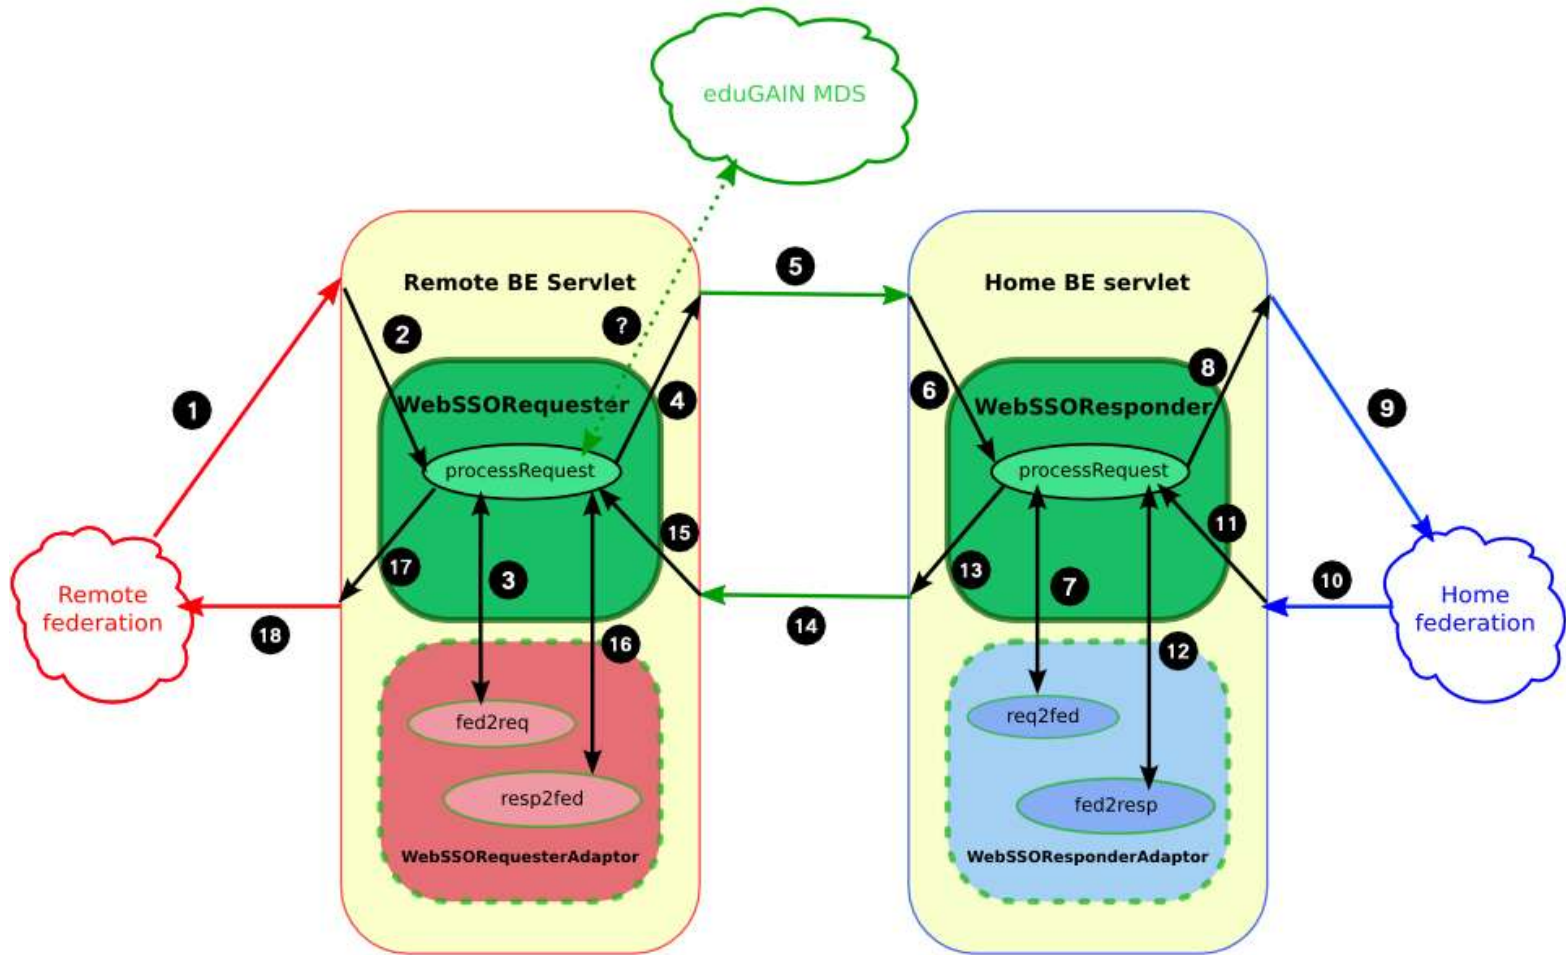 eduGAIN MDS
Remote BE Servlet
Home BE servlet
5
?
2
1
4
6
8
9
WebSSORequester
WebSSOResponder
processRequest
processRequest
15
11
17
3
13
7
10
Remote
federation
Home
federation
18
14
16
12
fed2req
req2fed
resp2fed
fed2resp
WebSSORequesterAdaptor
WebSSOResponderAdaptor